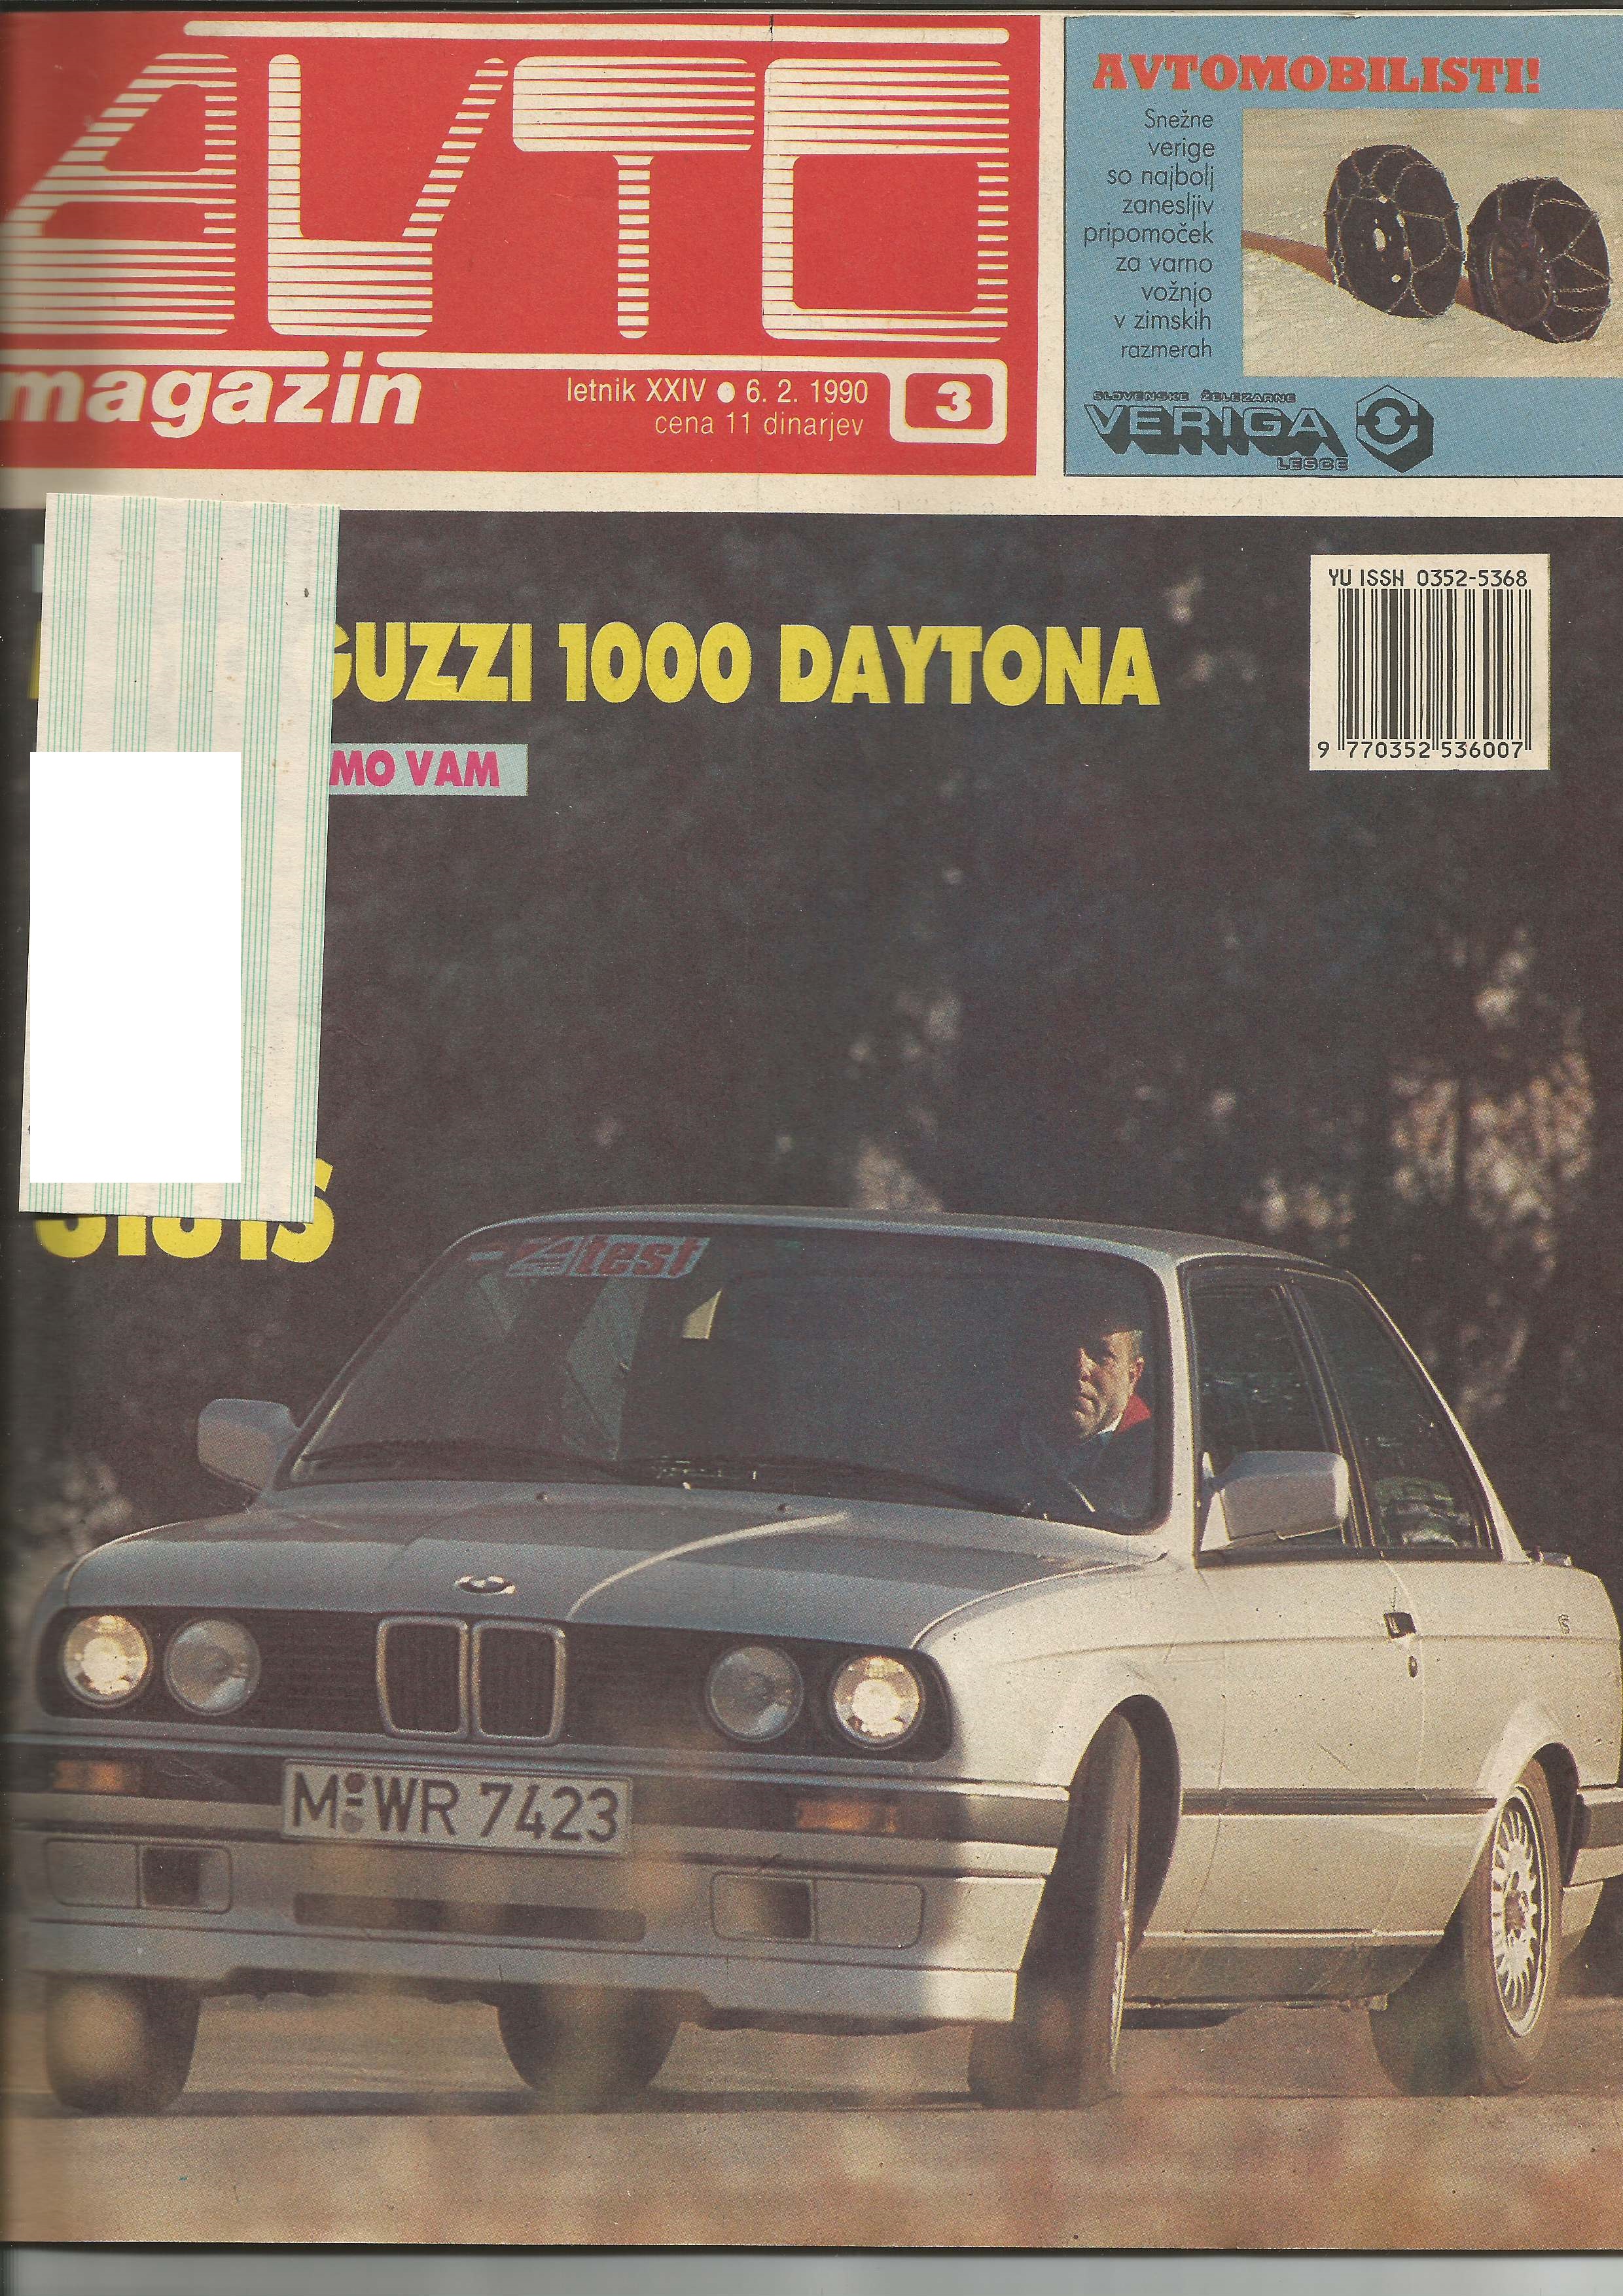 AVTO
magazin
letnik XXIV ● 6. 2. 1990
cena 11 dinarjev
3
AVTOMOBILISTI!
Snežne
verige
so najbolj
zanesljiv
pripomoček
za varno
vožnjo
v zimskih
razmerah
SLOVENSKE ŽELEZARNE
VERIGA
LESCE
YU ISSN 0352-5368
9 770352 536007
GUZZI 1000 DAYTONA
MO VAM
318 IS
test
S
M WR 7423